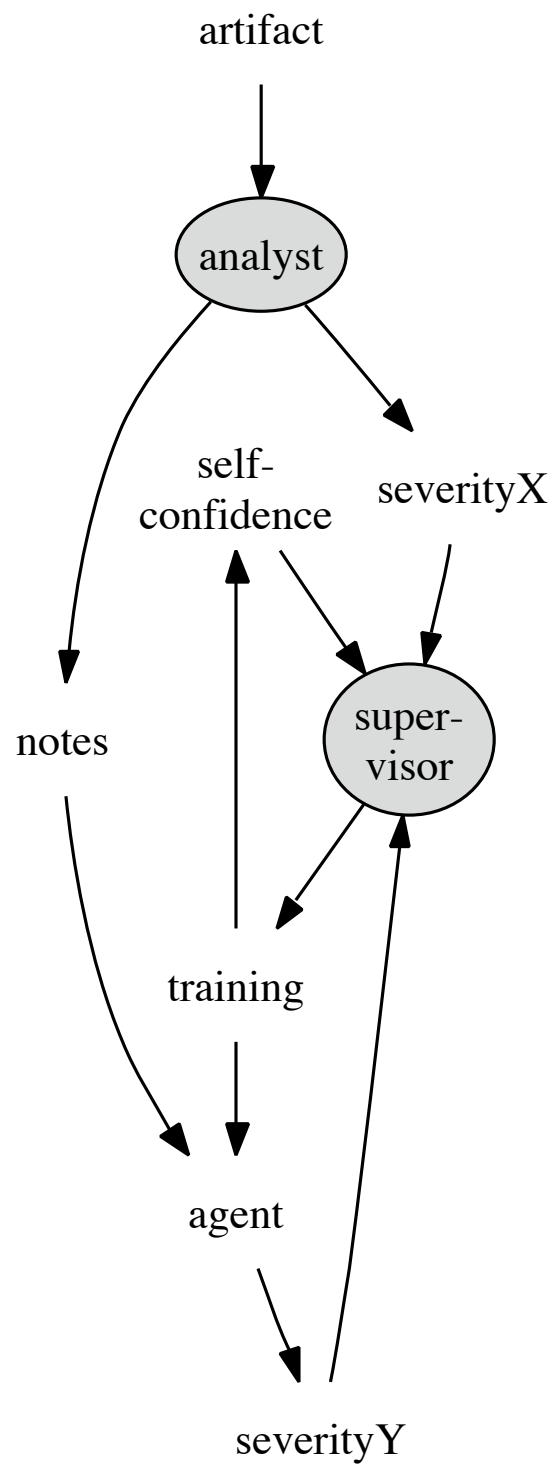 artifact
analyst
self-
confidence
severityX
super-
visor
notes
training
agent
severityY